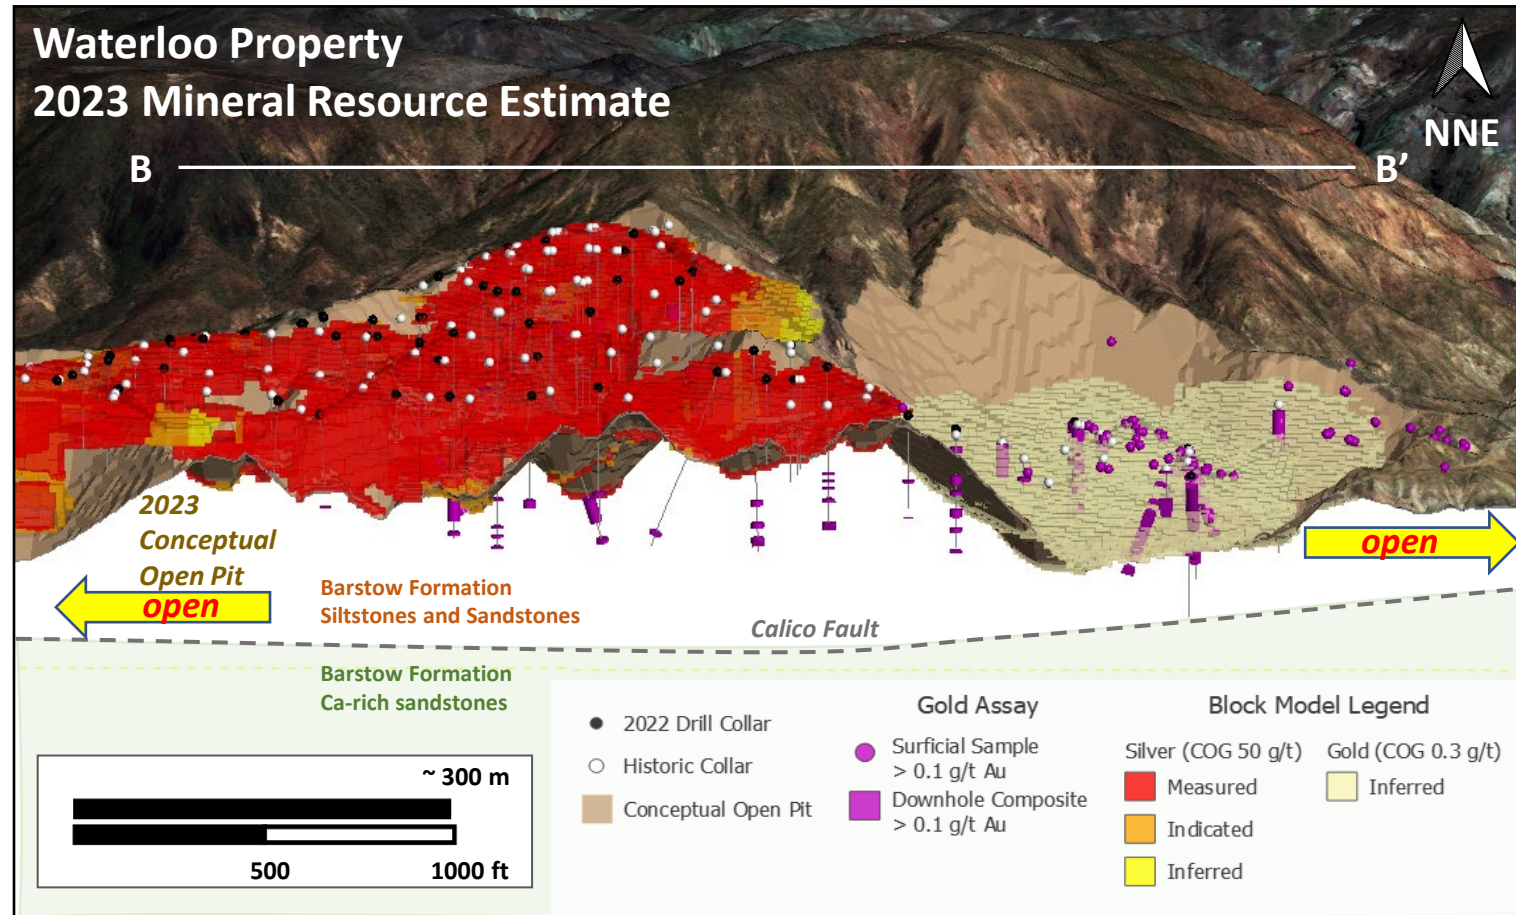 Waterloo Property
2023 Mineral Resource Estimate
NNE
B
B’
2023
Conceptual
Open Pit
open
open
Barstow Formation
Siltstones and Sandstones
Calico Fault
Barstow Formation
Ca-rich sandstones
~ 300 m
500
1000 ft
2022 Drill Collar
Historic Collar
Conceptual Open Pit
Gold Assay
Surficial Sample
> 0.1 g/t Au
Downhole Composite
> 0.1 g/t Au
Block Model Legend
Silver (COG 50 g/t)
Measured
Indicated
Inferred
Gold (COG 0.3 g/t)
Inferred